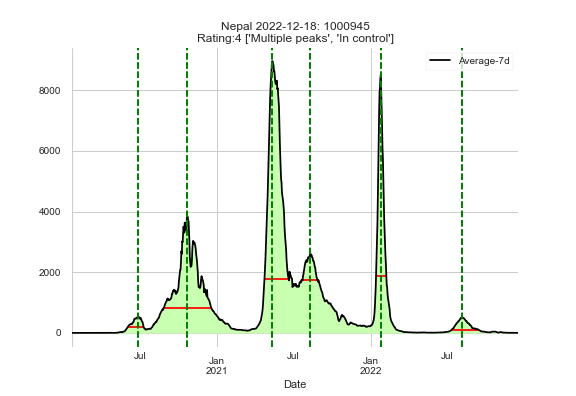 Nepal 2022-12-18: 1000945
Rating:4 ['Multiple peaks', 'In control']
Average-7d
8000
6000
4000
2000
0
Jul
Jan
2021
Jul
Jan
2022
Jul
Date